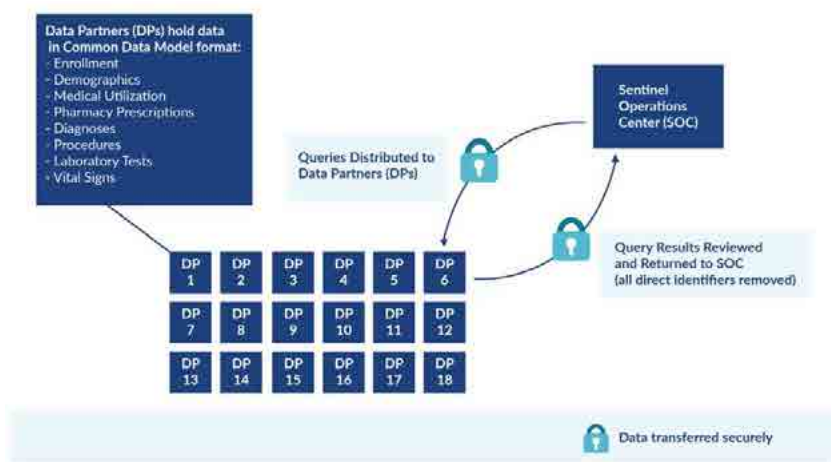 Data Partners (DPs) hold data
in Common Data Model format:
- Enrollment
- Demographics
- Medical Utilization
- Pharmacy Prescriptions
- Diagnoses
- Procedures
- Laboratory Tests
- Vital Signs
Sentinel
Operations
Center (SOC)
Queries Distributed to
Data Partners (DPs)
Query Results Reviewed
and Returned to SOC
(all direct identifiers removed)
DP 1
DP 2
DP 3
DP 4
DP 5
DP 6
DP 7
DP 8
DP 9
DP 10
DP 11
DP 12
DP 13
DP 14
DP 15
DP 16
DP 17
DP 18
Data transferred securely